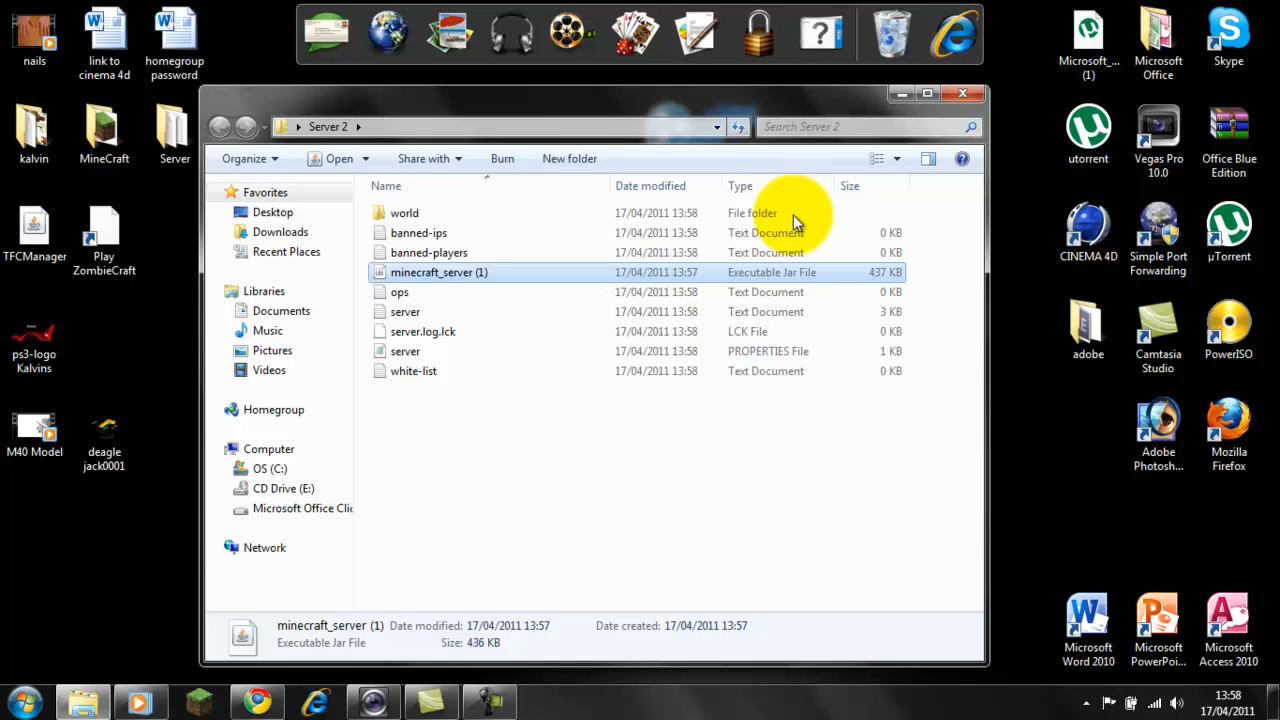 nails
link to
cinema 4d
homegroup
password
Microsoft_...
(1)
Microsoft
Office
Skype
Server 2
Search Server 2
kalvin
MineCraft
Server
utorrent
Vegas Pro
10.0
Office Blue
Edition
Organize
Open
Share with
Burn
New folder
Name
Date modified
Type
Size
Favorites
Desktop
Downloads
Recent Places
Libraries
Documents
Music
Pictures
Videos
Homegroup
Computer
OS (C:)
CD Drive (E:)
Microsoft Office Clic
Network
world 17/04/2011 13:58 File folder
banned-ips 17/04/2011 13:58 Text Document 0 KB
banned-players 17/04/2011 13:58 Text Document 0 KB
minecraft_server (1) 17/04/2011 13:57 Executable Jar File 437 KB
ops 17/04/2011 13:58 Text Document 0 KB
server 17/04/2011 13:58 Text Document 3 KB
server.log.lck 17/04/2011 13:58 LCK File 0 KB
server 17/04/2011 13:58 PROPERTIES File 1 KB
white-list 17/04/2011 13:58 Text Document 0 KB
TFCManager
Play
ZombieCraft
CINEMA 4D
Simple Port
Forwarding
µTorrent
ps3-logo
Kalvins
adobe
Camtasia
Studio
PowerISO
M40 Model
deagle
jack0001
Adobe
Photosh...
Mozilla
Firefox
minecraft_server (1) Date modified: 17/04/2011 13:57 Date created: 17/04/2011 13:57
Executable Jar File Size: 436 KB
Microsoft
Word 2010
Microsoft
PowerPoi...
Microsoft
Access 2010
13:58
17/04/2011